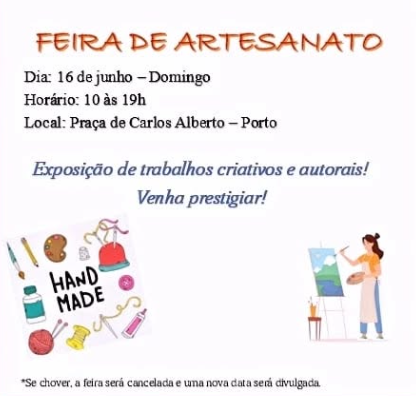 FEIRA DE ARTESANATO
Dia: 16 de junho – Domingo
Horário: 10 às 19h
Local: Praça de Carlos Alberto – Porto
Exposição de trabalhos criativos e autorais!
Venha prestigiar!
HAND
MADE
*Se chover, a feira será cancelada e uma nova data será divulgada.